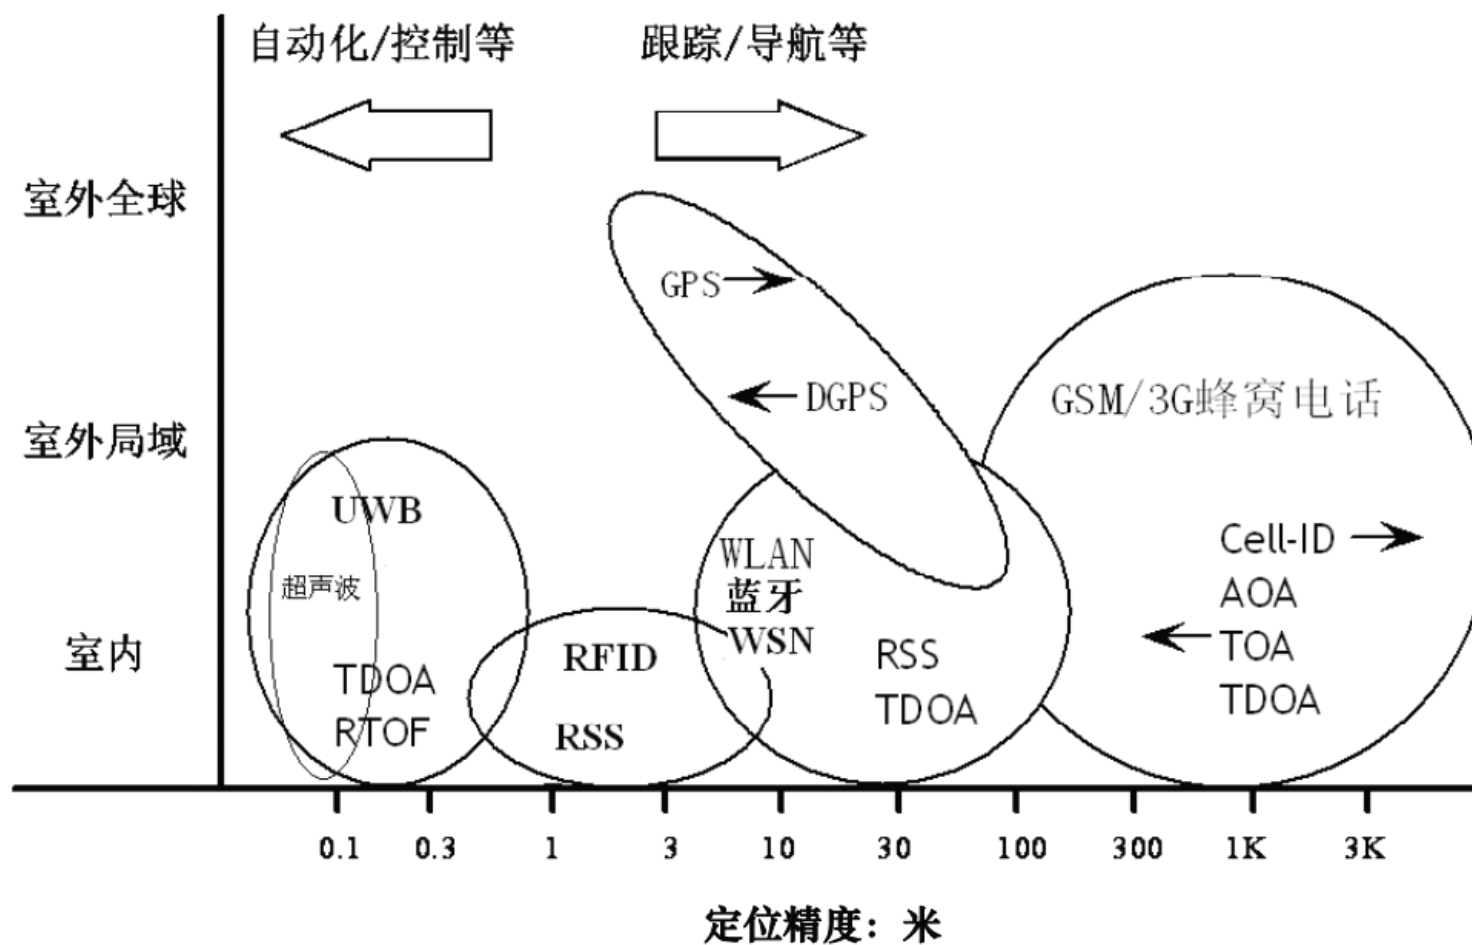 自动化/控制等
跟踪/导航等
室外全球
GPS
DGPS
GSM/3G蜂窝电话
室外局域
UWB
超声波
WLAN
蓝牙
WSN
Cell-ID
AOA
TOA
TDOA
室内
RFID
RSS
TDOA
TDOA
RTOF
RSS
0.1 0.3 1 3 10 30 100 300 1K 3K
定位精度：米